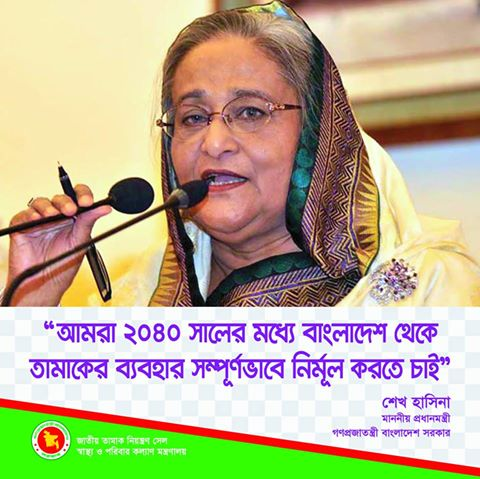 “আমরা ২০৪০ সালের মধ্যে বাংলাদেশ থেকে
তামাকের ব্যবহার সম্পূর্ণভাবে নির্মূল করতে চাই”
শেখ হাসিনা
মাননীয় প্রধানমন্ত্রী
গণপ্রজাতন্ত্রী বাংলাদেশ সরকার
জাতীয় তামাক নিয়ন্ত্রণ সেল
স্বাস্থ্য ও পরিবার কল্যাণ মন্ত্রণালয়